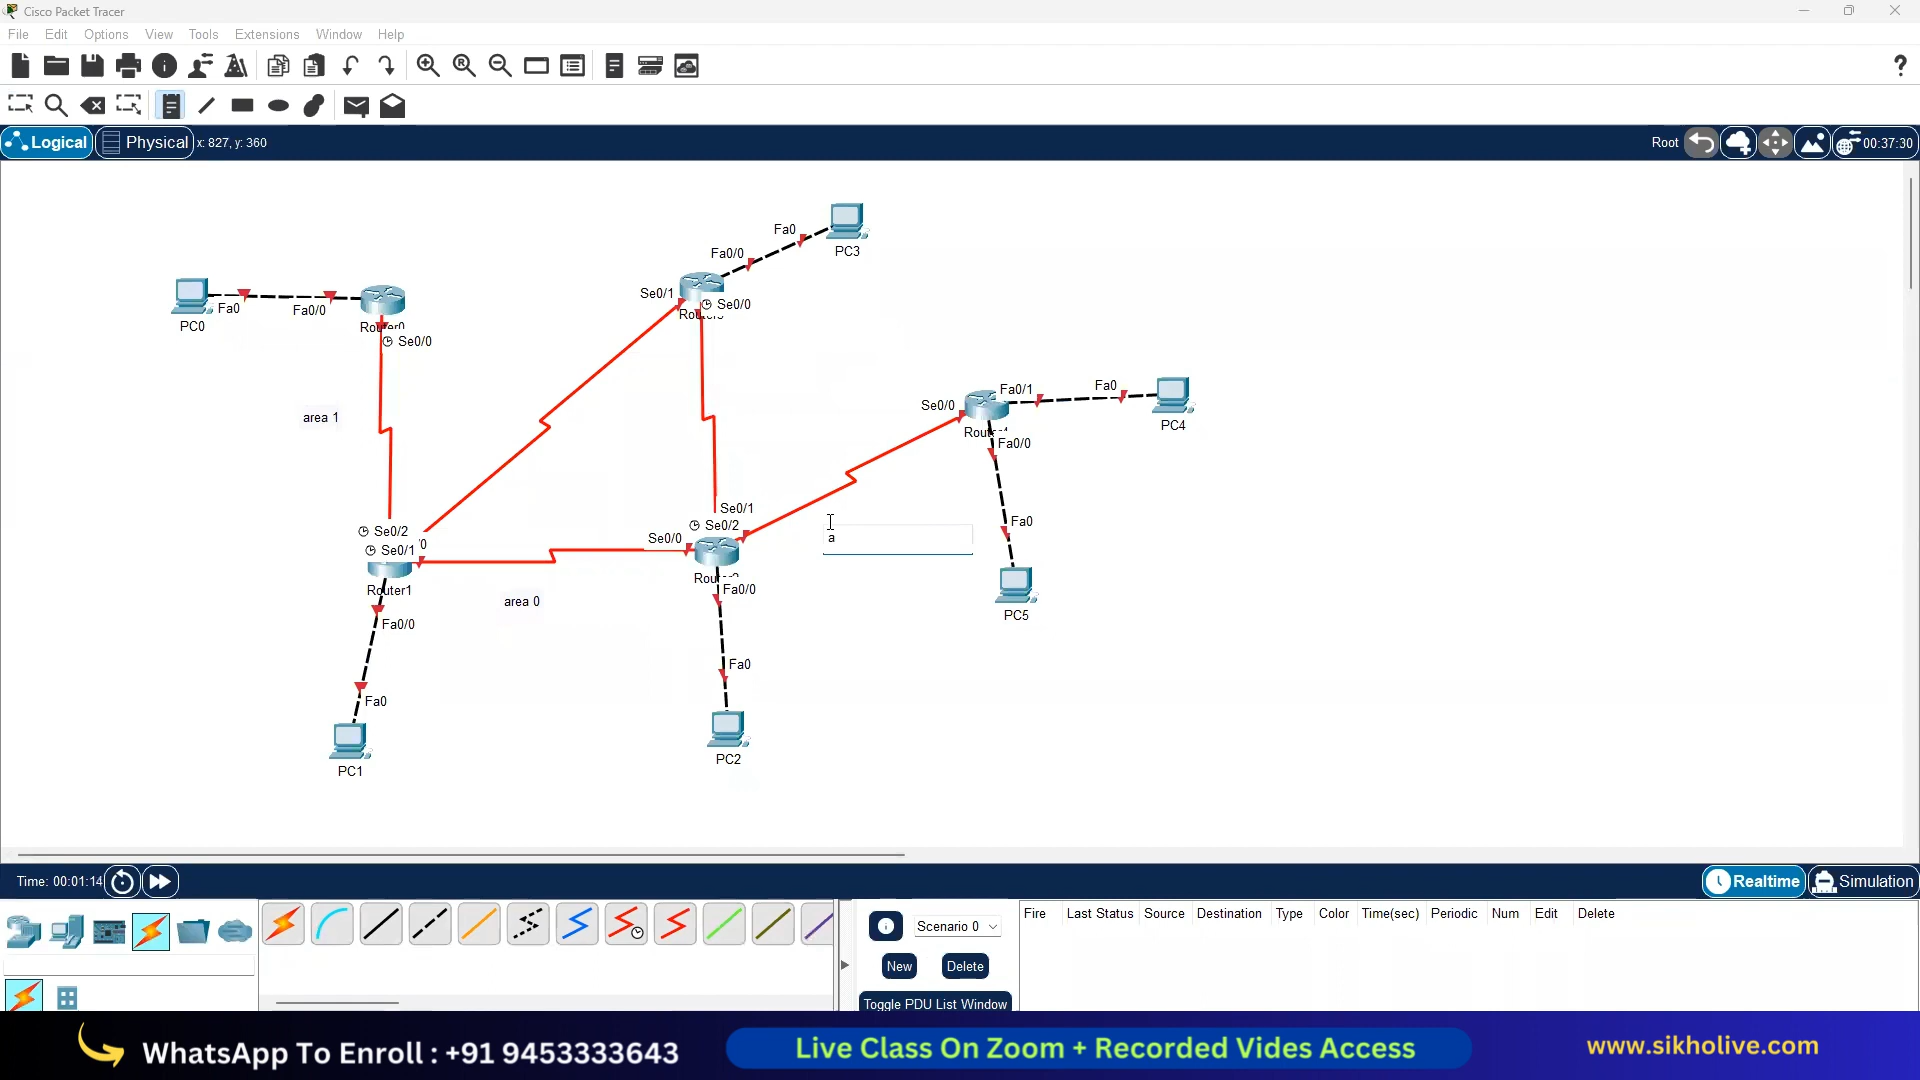 Cisco Packet Tracer
File Edit Options View Tools Extensions Window Help
Logical Physical x: 827, y: 360 Root 00:37:30
PC3
Fa0
Fa0/0
Se0/1
Se0/0
PC0
Fa0
Fa0/0
Router0
Se0/0
area 1
Se0/0
Fa0/1
Fa0
PC4
Fa0/0
Fa0
PC5
Se0/2
Se0/1
Router1
Fa0/0
Fa0
PC1
area 0
Se0/1
Se0/2
Se0/0
Fa0/0
Fa0
PC2
a
Time: 00:01:14 Realtime Simulation
Scenario 0
New Delete
Toggle PDU List Window
Fire Last Status Source Destination Type Color Time(sec) Periodic Num Edit Delete
WhatsApp To Enroll : +91 9453333643
Live Class On Zoom + Recorded Vides Access
www.sikholive.com